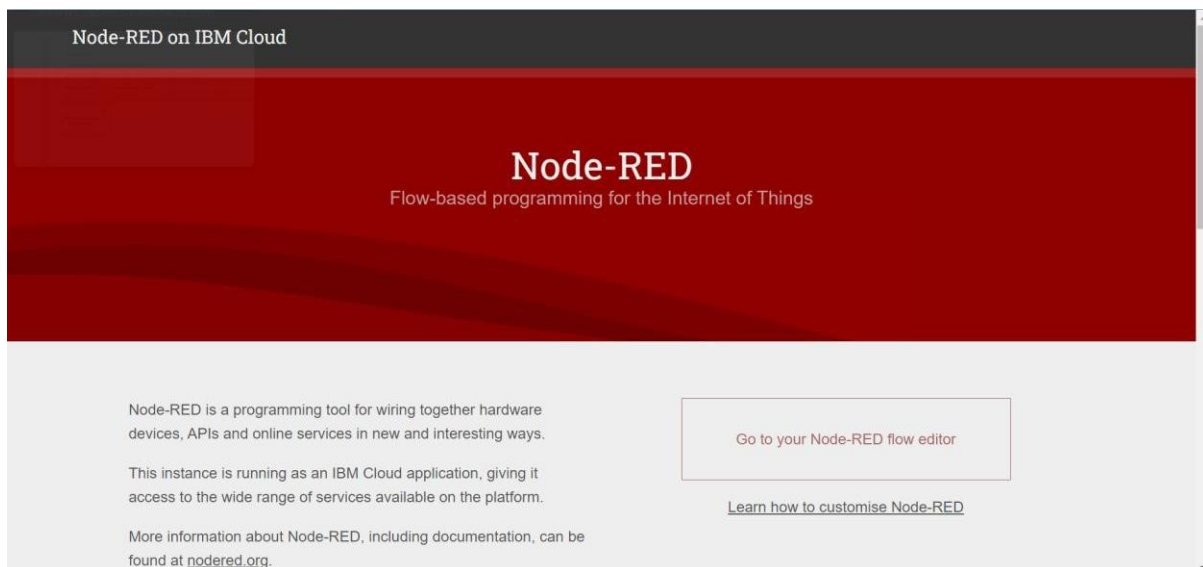 Node-RED on IBM Cloud
Node-RED
Flow-based programming for the Internet of Things
Node-RED is a programming tool for wiring together hardware
devices, APIs and online services in new and interesting ways.
This instance is running as an IBM Cloud application, giving it
access to the wide range of services available on the platform.
More information about Node-RED, including documentation, can be
found at nodered.org.
Go to your Node-RED flow editor
Learn how to customise Node-RED